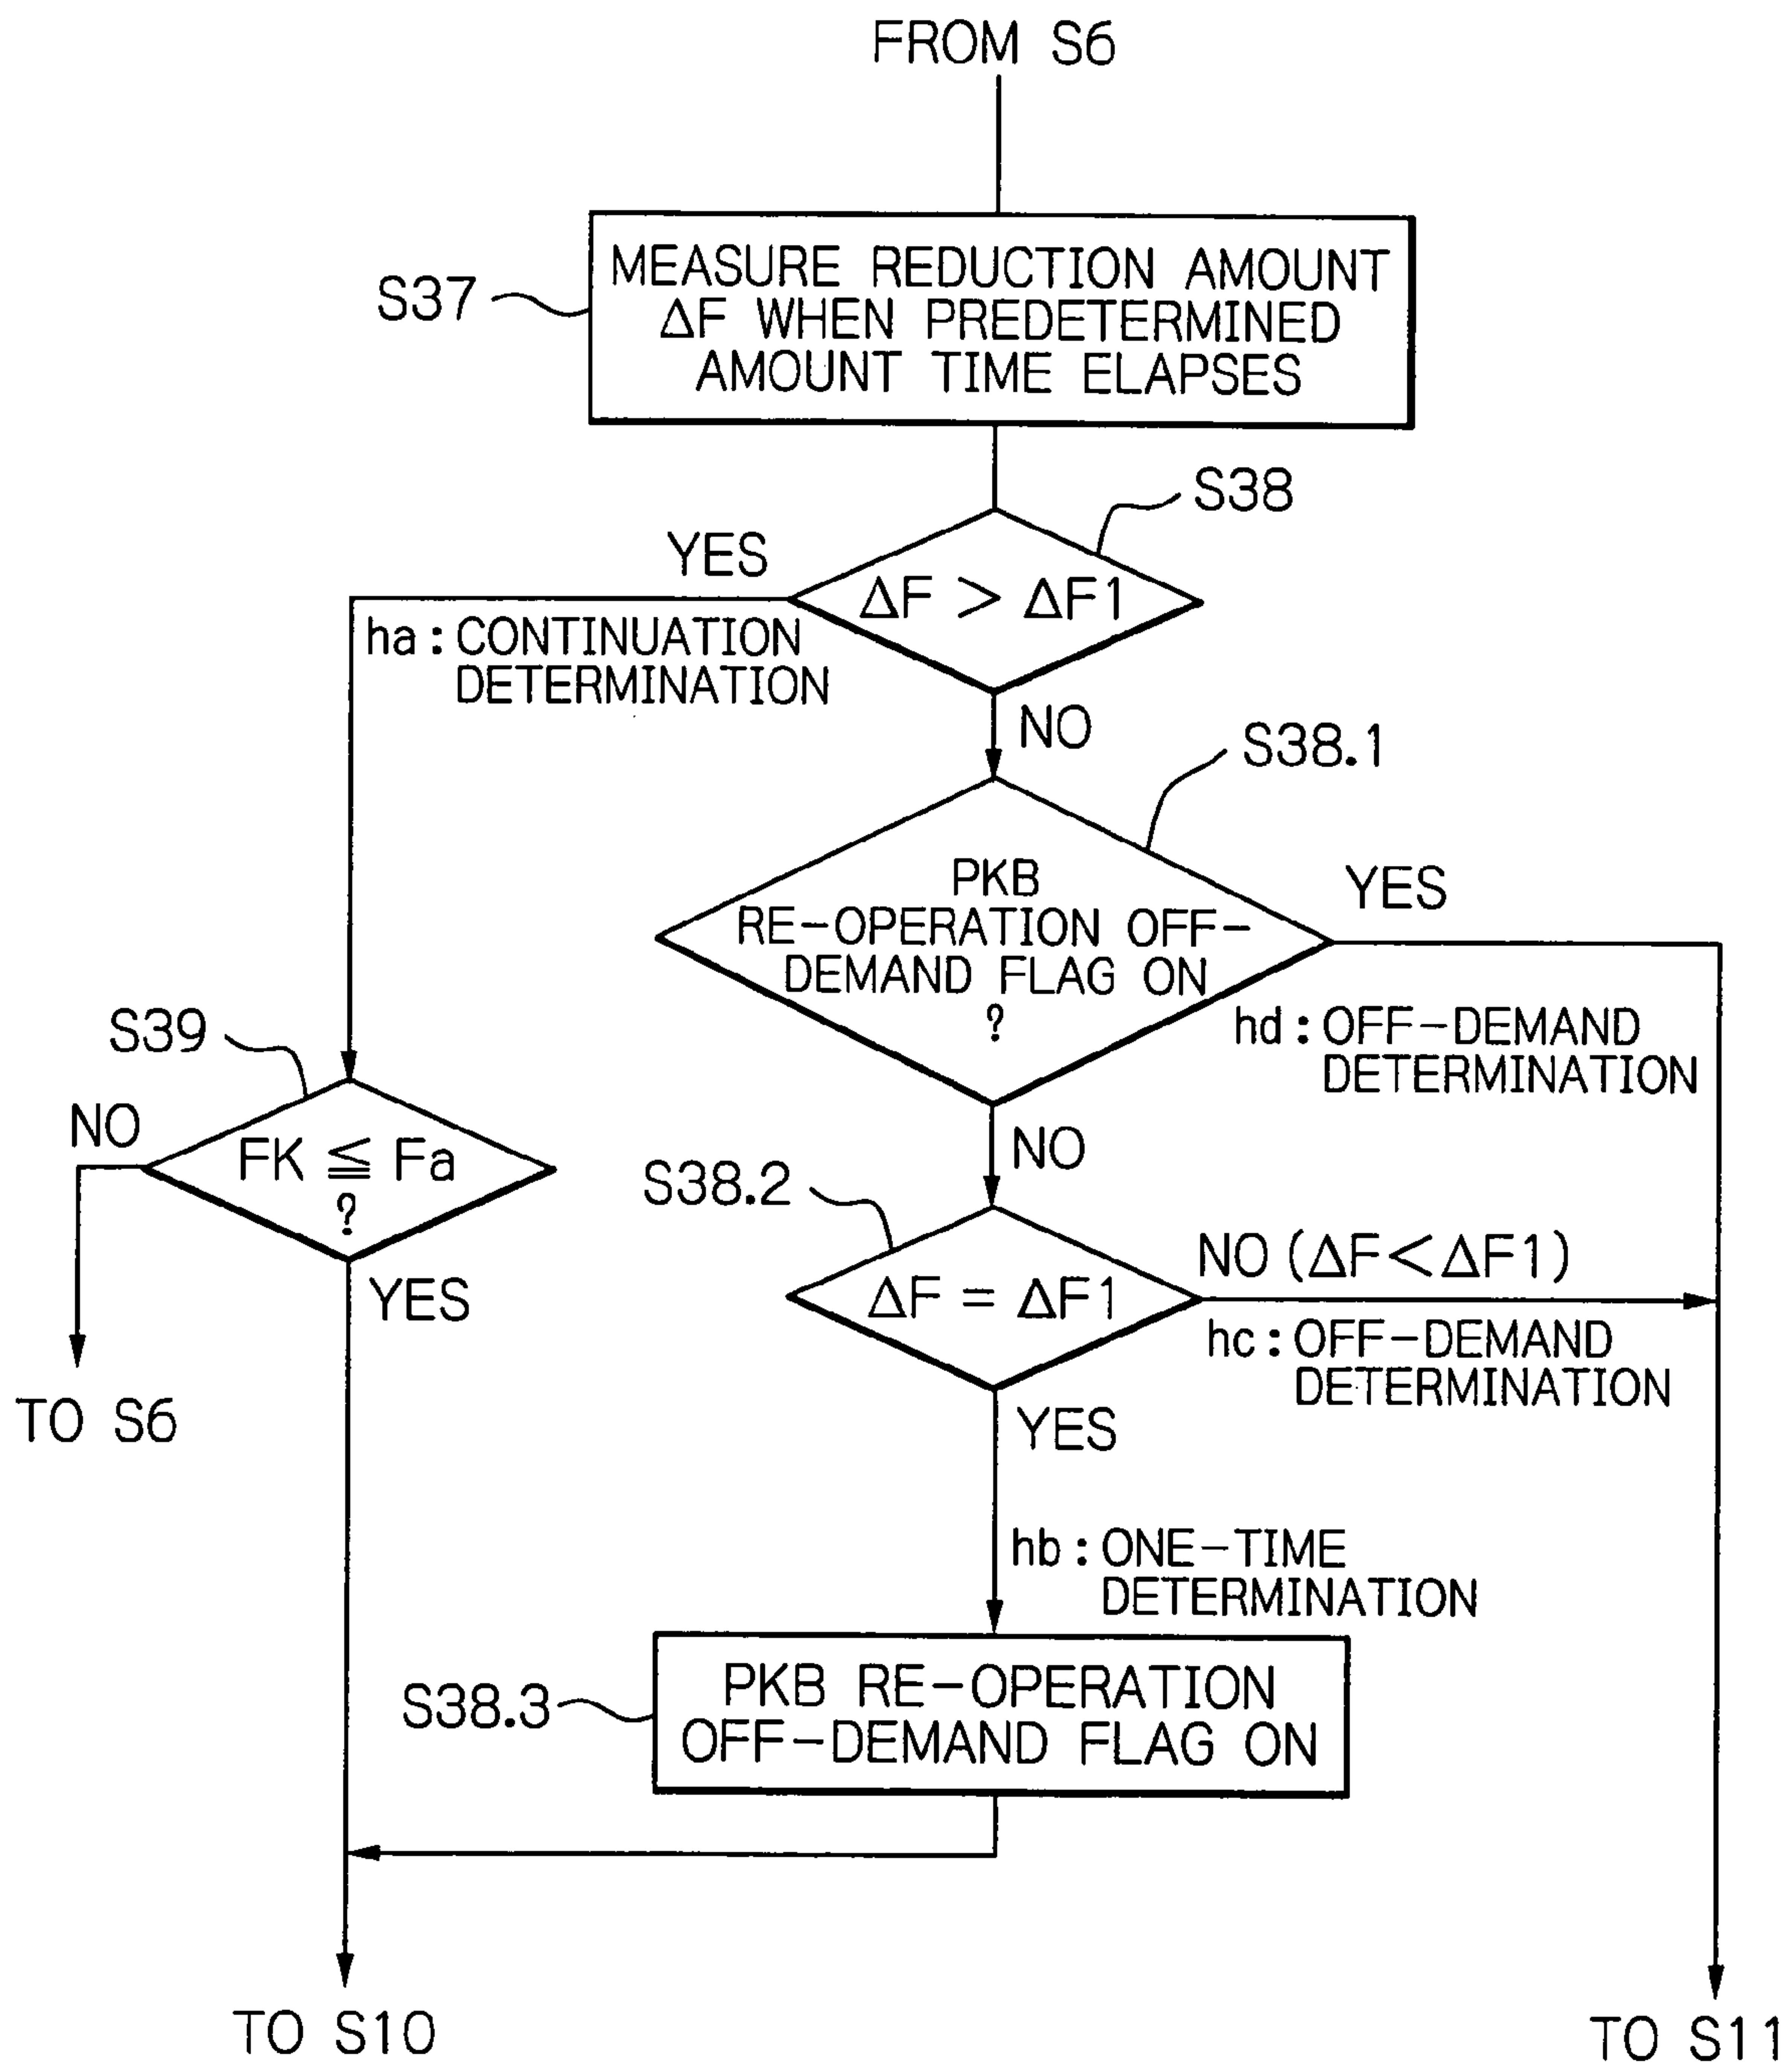 FROM S6
S37
MEASURE REDUCTION AMOUNT
ΔF WHEN PREDETERMINED
AMOUNT TIME ELAPSES
S38
YES
ΔF > ΔF1
ha : CONTINUATION
DETERMINATION
NO
S38.1
PKB
RE-OPERATION OFF-
DEMAND FLAG ON
?
YES
hd : OFF-DEMAND
DETERMINATION
S39
NO
FK ≦ Fa
?
YES
TO S6
NO
S38.2
ΔF = ΔF1
NO (ΔF < ΔF1)
hc : OFF-DEMAND
DETERMINATION
YES
hb : ONE-TIME
DETERMINATION
S38.3
PKB RE-OPERATION
OFF-DEMAND FLAG ON
TO S10
TO S11